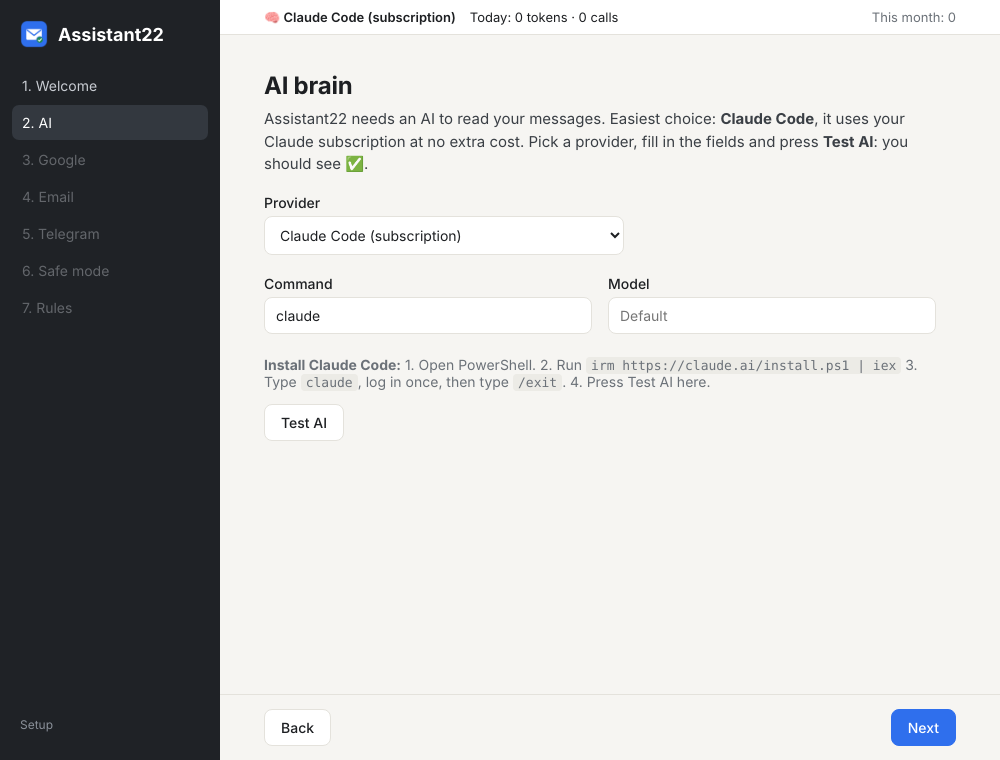 Assistant22
1. Welcome
2. AI
3. Google
4. Email
5. Telegram
6. Safe mode
7. Rules
Setup
🧠 Claude Code (subscription) Today: 0 tokens · 0 calls This month: 0
AI brain
Assistant22 needs an AI to read your messages. Easiest choice: Claude Code, it uses your
Claude subscription at no extra cost. Pick a provider, fill in the fields and press Test AI: you
should see ✅.
Provider
Claude Code (subscription)
Command Model
claude Default
Install Claude Code: 1. Open PowerShell. 2. Run irm https://claude.ai/install.ps1 | iex 3.
Type claude, log in once, then type /exit. 4. Press Test AI here.
Test AI
Back Next